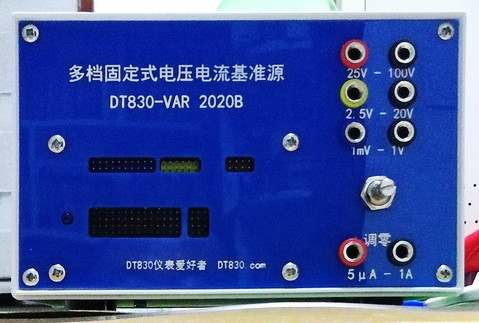 多档固定式电压电流基准源
DT830-VAR 2020B
25V - 100V
2.5V - 20V
1mV - 1V
调零
5μA - 1A
DT830仪表爱好者 DT830.com